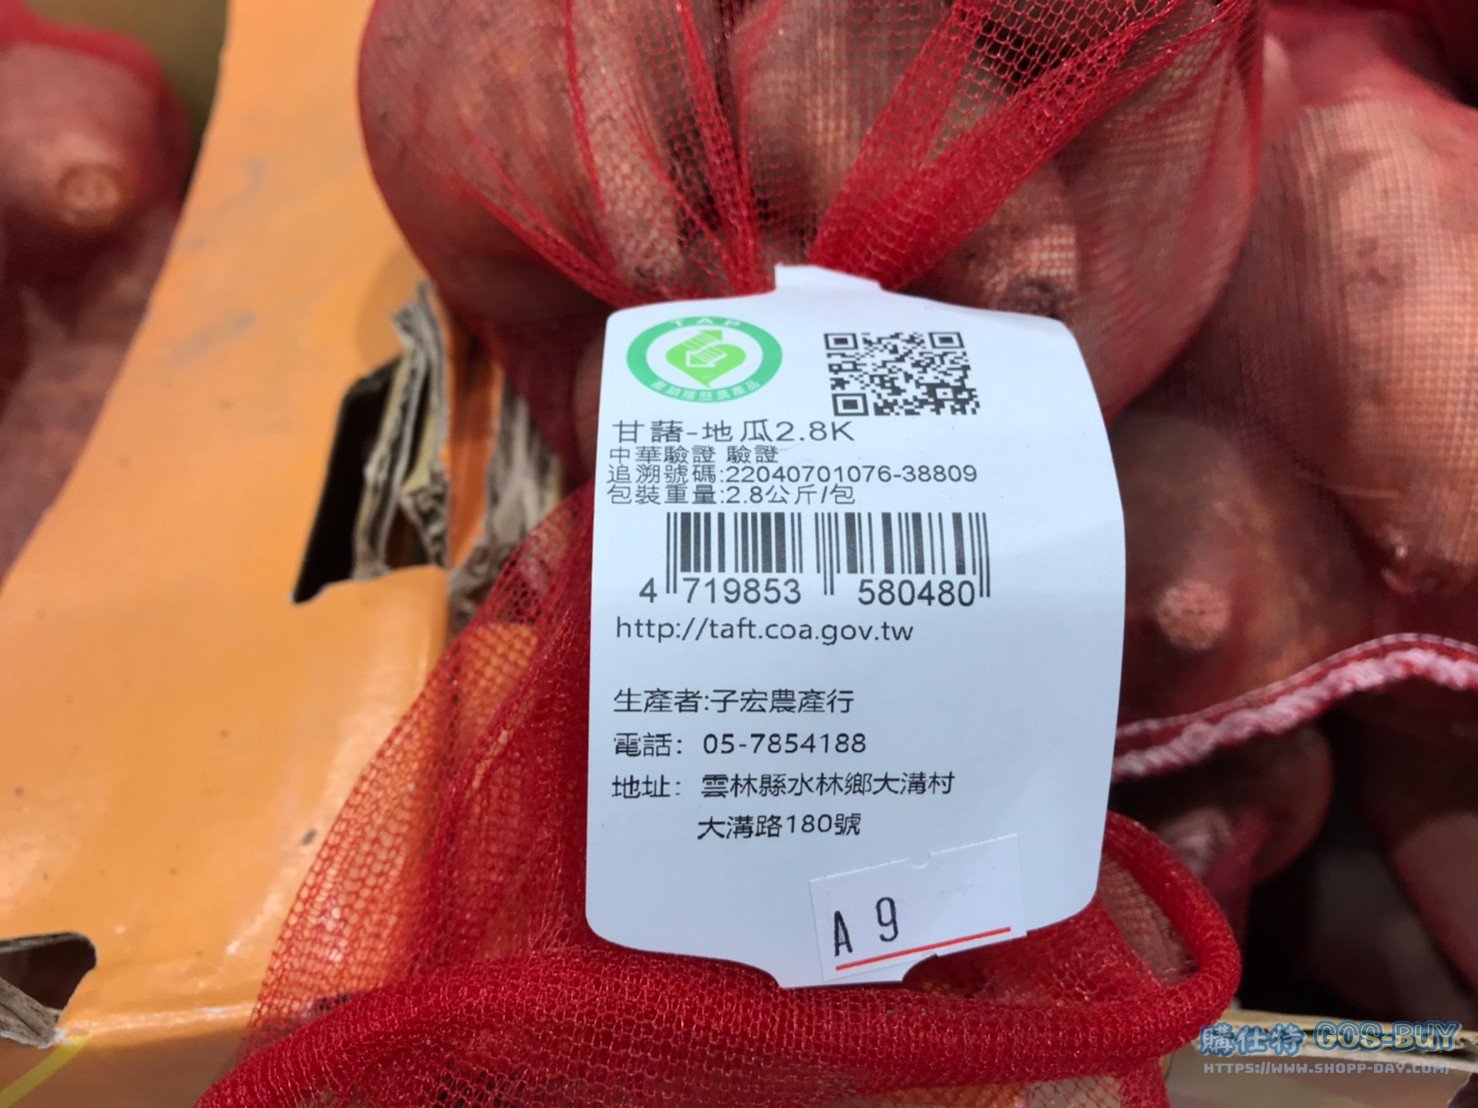 TAP
產銷履歷農產品
甘藷-地瓜2.8K
中華驗證 驗證
追溯號碼:22040701076-38809
包裝重量:2.8公斤/包
4 719853 580480
http://taft.coa.gov.tw
生產者:子宏農產行
電話: 05-7854188
地址: 雲林縣水林鄉大溝村
大溝路180號
A 9
購仕特 GOS-BUY
HTTPS://WWW.SHOPP-DAY.COM/